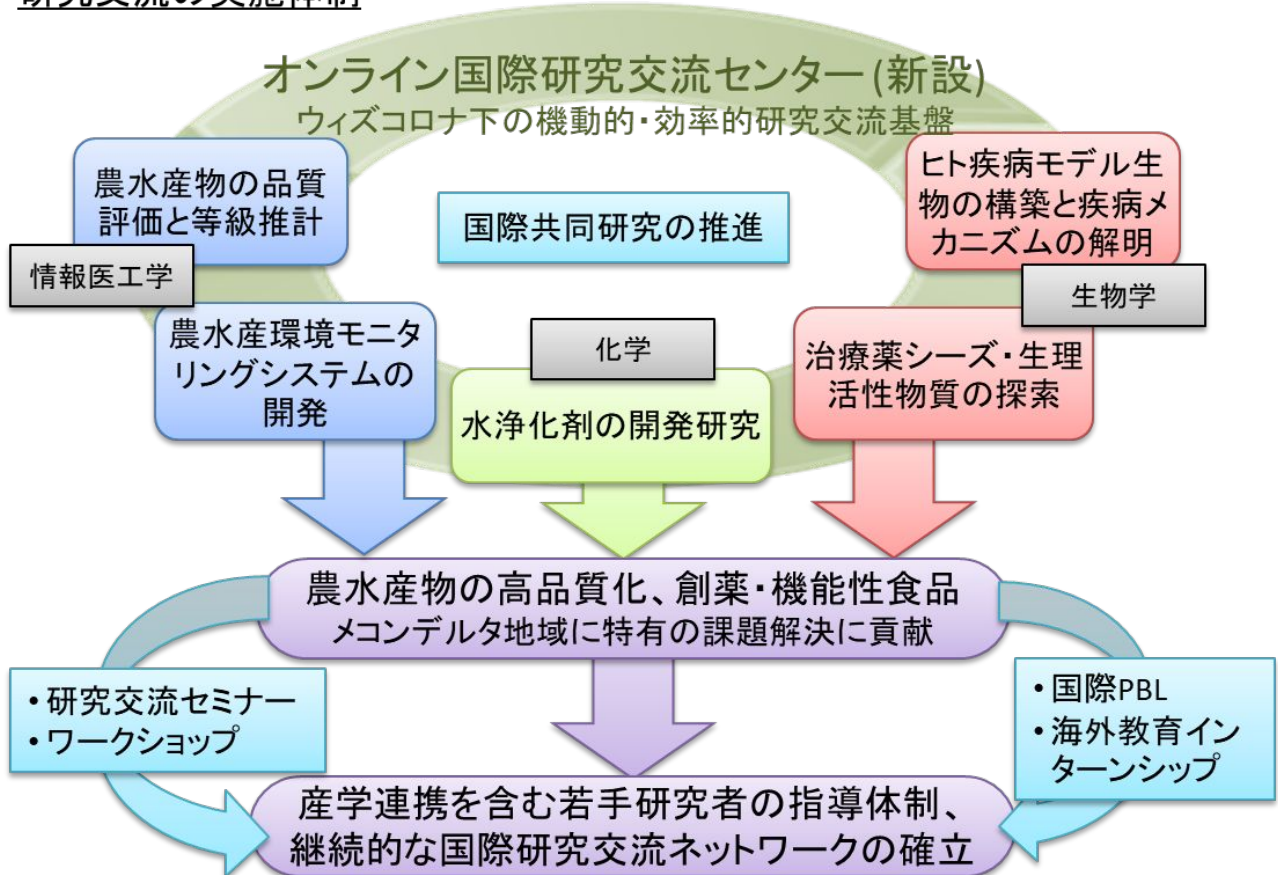 研究交流の実施体制
オンライン国際研究交流センター(新設)
ウィズコロナ下の機動的・効率的研究交流基盤
農水産物の品質
評価と等級推計
国際共同研究の推進
ヒト疾病モデル生
物の構築と疾病メ
カニズムの解明
情報医工学
生物学
農水産環境モニタ
リングシステムの
開発
化学
水浄化剤の開発研究
治療薬シーズ・生理
活性物質の探索
農水産物の高品質化、創薬・機能性食品
メコンデルタ地域に特有の課題解決に貢献
・研究交流セミナー
・ワークショップ
・国際PBL
・海外教育イン
ターンシップ
産学連携を含む若手研究者の指導体制、
継続的な国際研究交流ネットワークの確立